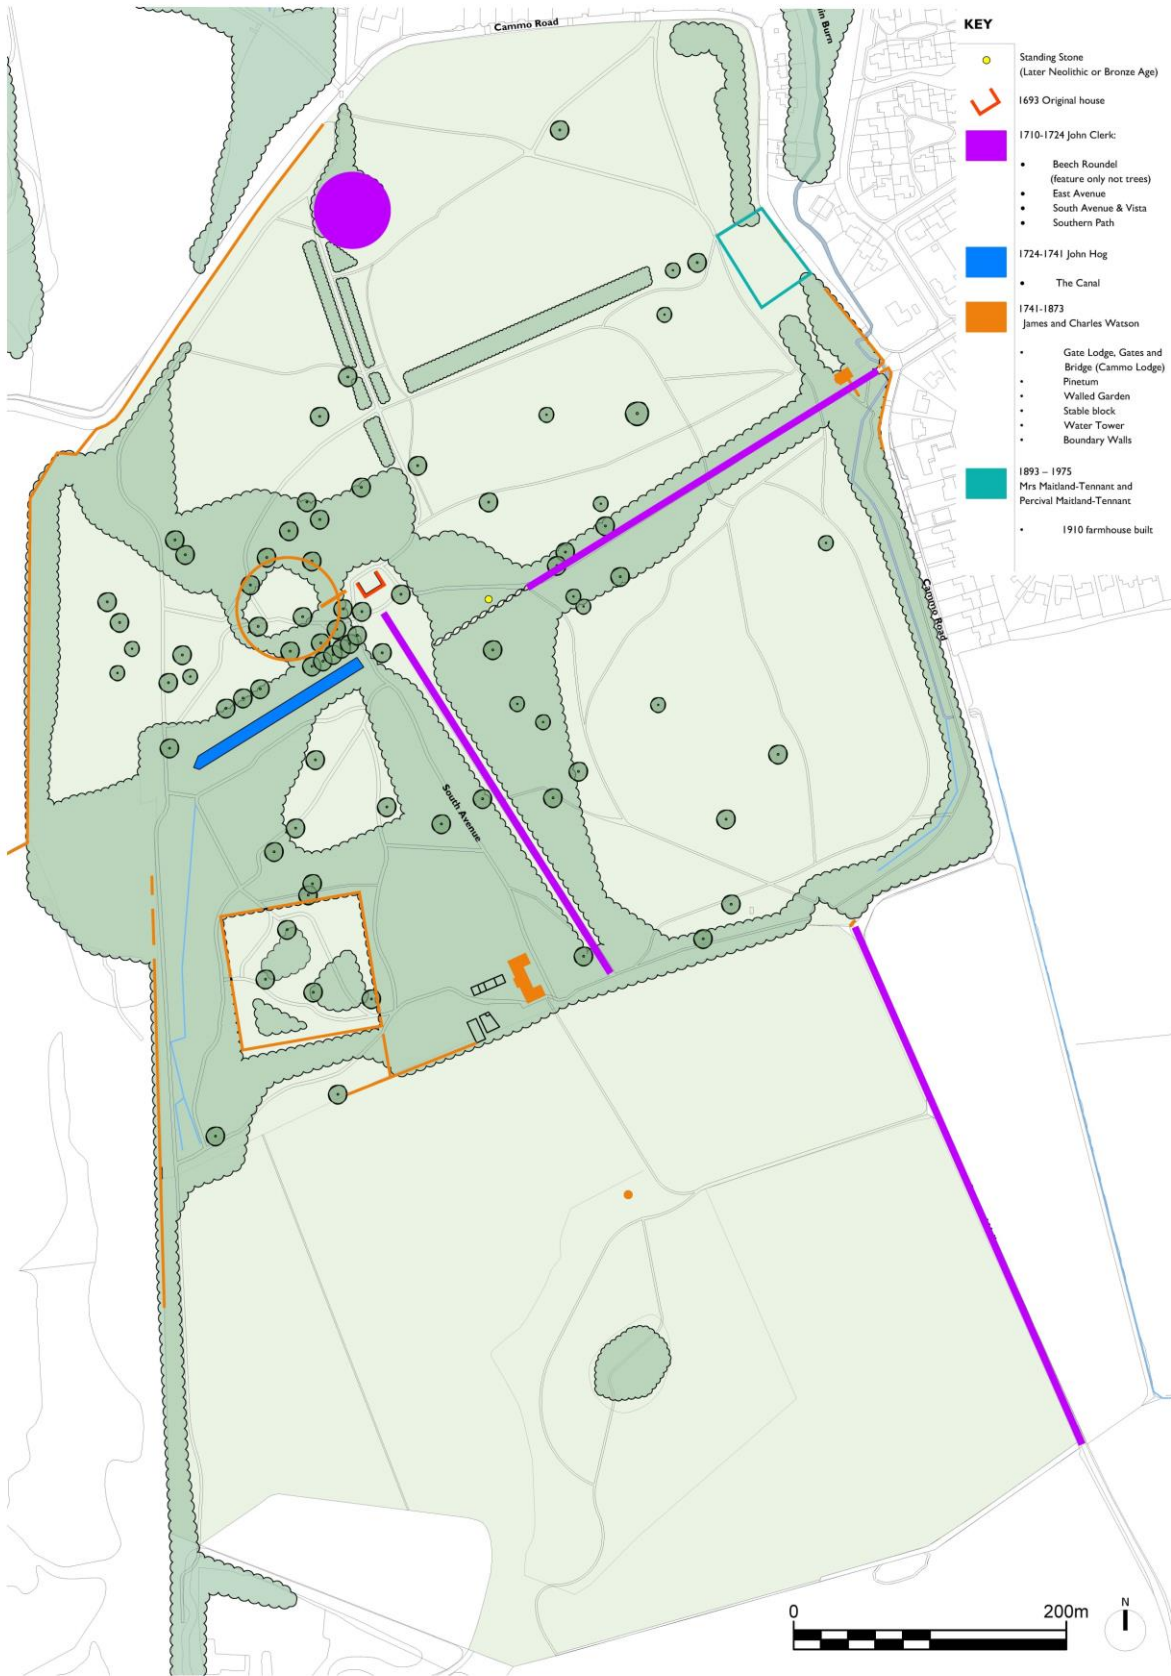 Cammo Road
in Burn
KEY
Standing Stone
(Later Neolithic or Bronze Age)
1693 Original house
1710-1724 John Clerk:
• Beech Roundel
(feature only not trees)
• East Avenue
• South Avenue & Vista
• Southern Path
1724-1741 John Hog
• The Canal
1741-1873
James and Charles Watson
• Gate Lodge, Gates and
Bridge (Cammo Lodge)
• Pinetum
• Walled Garden
• Stable block
• Water Tower
• Boundary Walls
1893 – 1975
Mrs Maitland-Tennant and
Percival Maitland-Tennant
• 1910 farmhouse built
Cammo Road
South Avenue
0 200m
N